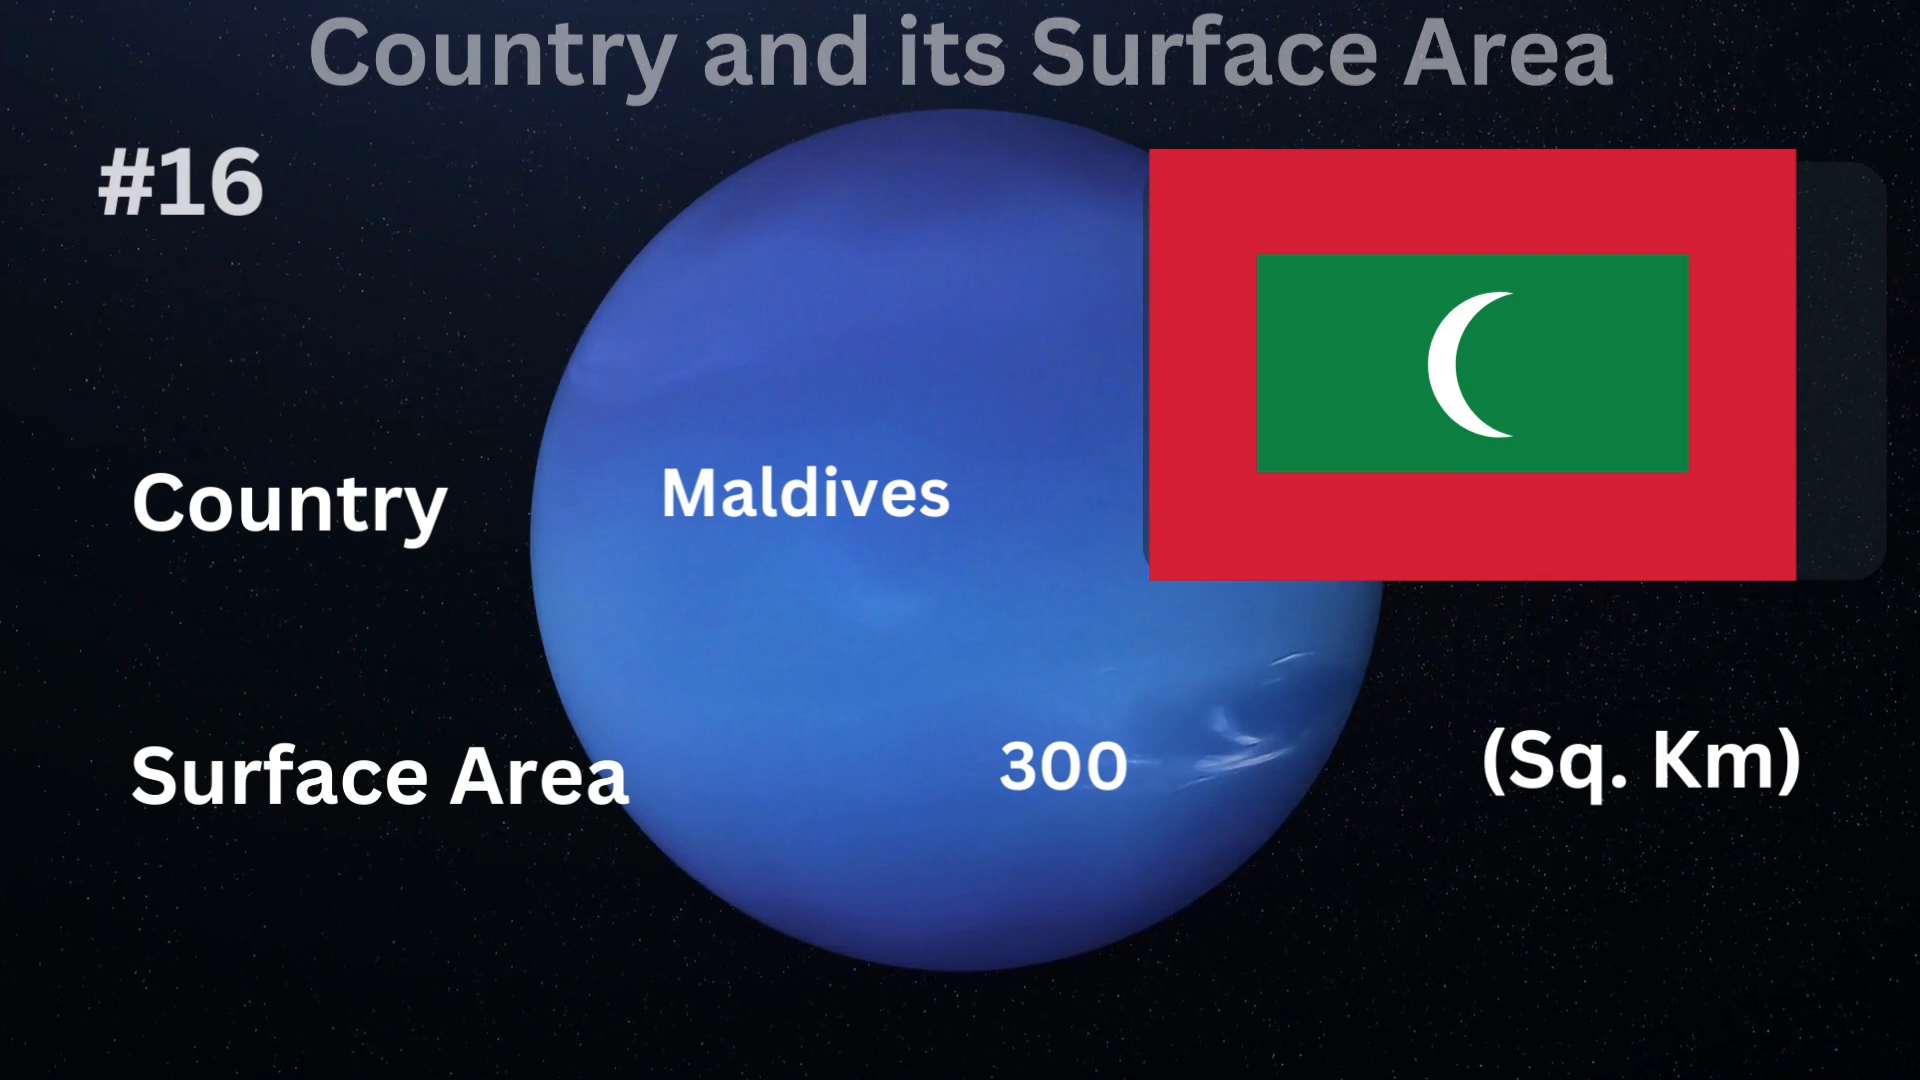 Country and its Surface Area
#16
Country
Maldives
Surface Area
300
(Sq. Km)